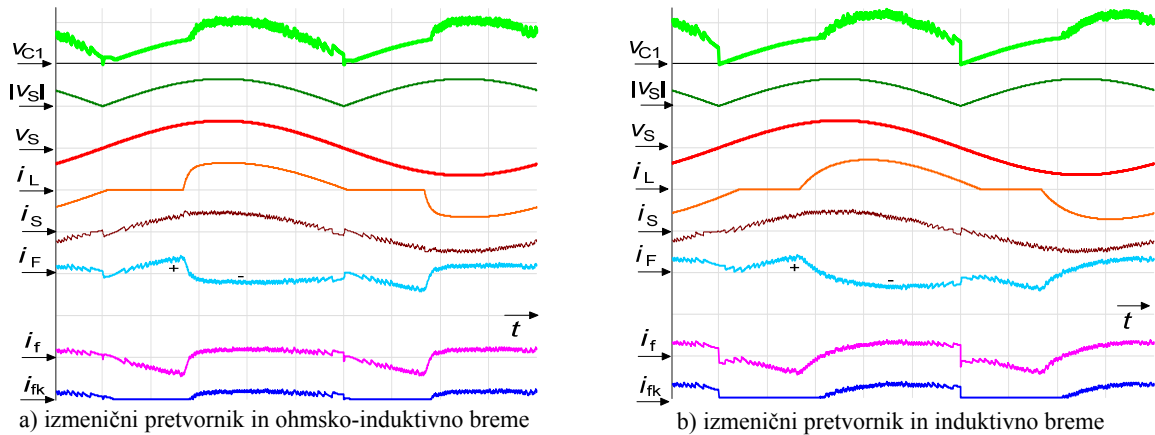 vC1
|vS|
vS
iL
iS
iF
+ -
t
if
ifk
a) izmenični pretvornik in ohmsko-induktivno breme
vC1
|vS|
vS
iL
iS
iF
+ -
t
if
ifk
b) izmenični pretvornik in induktivno breme